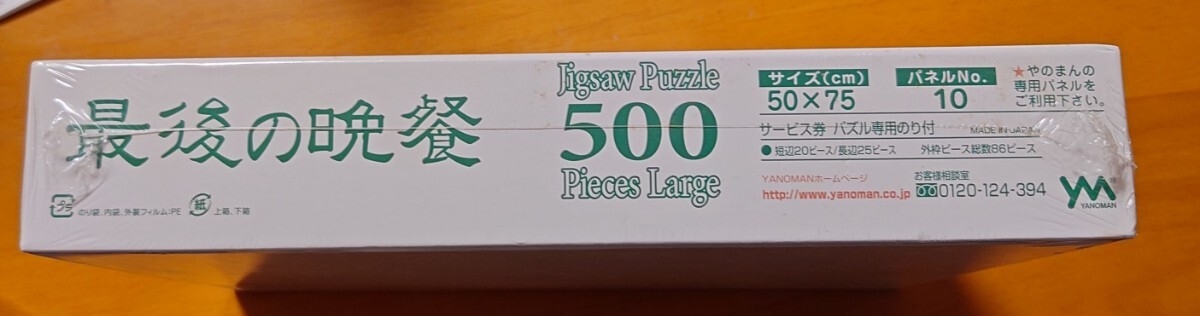 最後の晩餐
プラ
のり袋、内袋、外装フィルム:PE
紙
上箱、下箱
Jigsaw Puzzle
500
Pieces Large
サイズ(cm)
50×75
パネルNo.
10
★やのまんの
専用パネルを
ご利用下さい。
サービス券 パズル専用のり付
MADE IN JAPAN
●短辺20ピース/長辺25ピース 外枠ピース総数86ピース
YANOMANホームページ
http://www.yanoman.co.jp
お客様相談室
0120-124-394
YM
YANOMAN